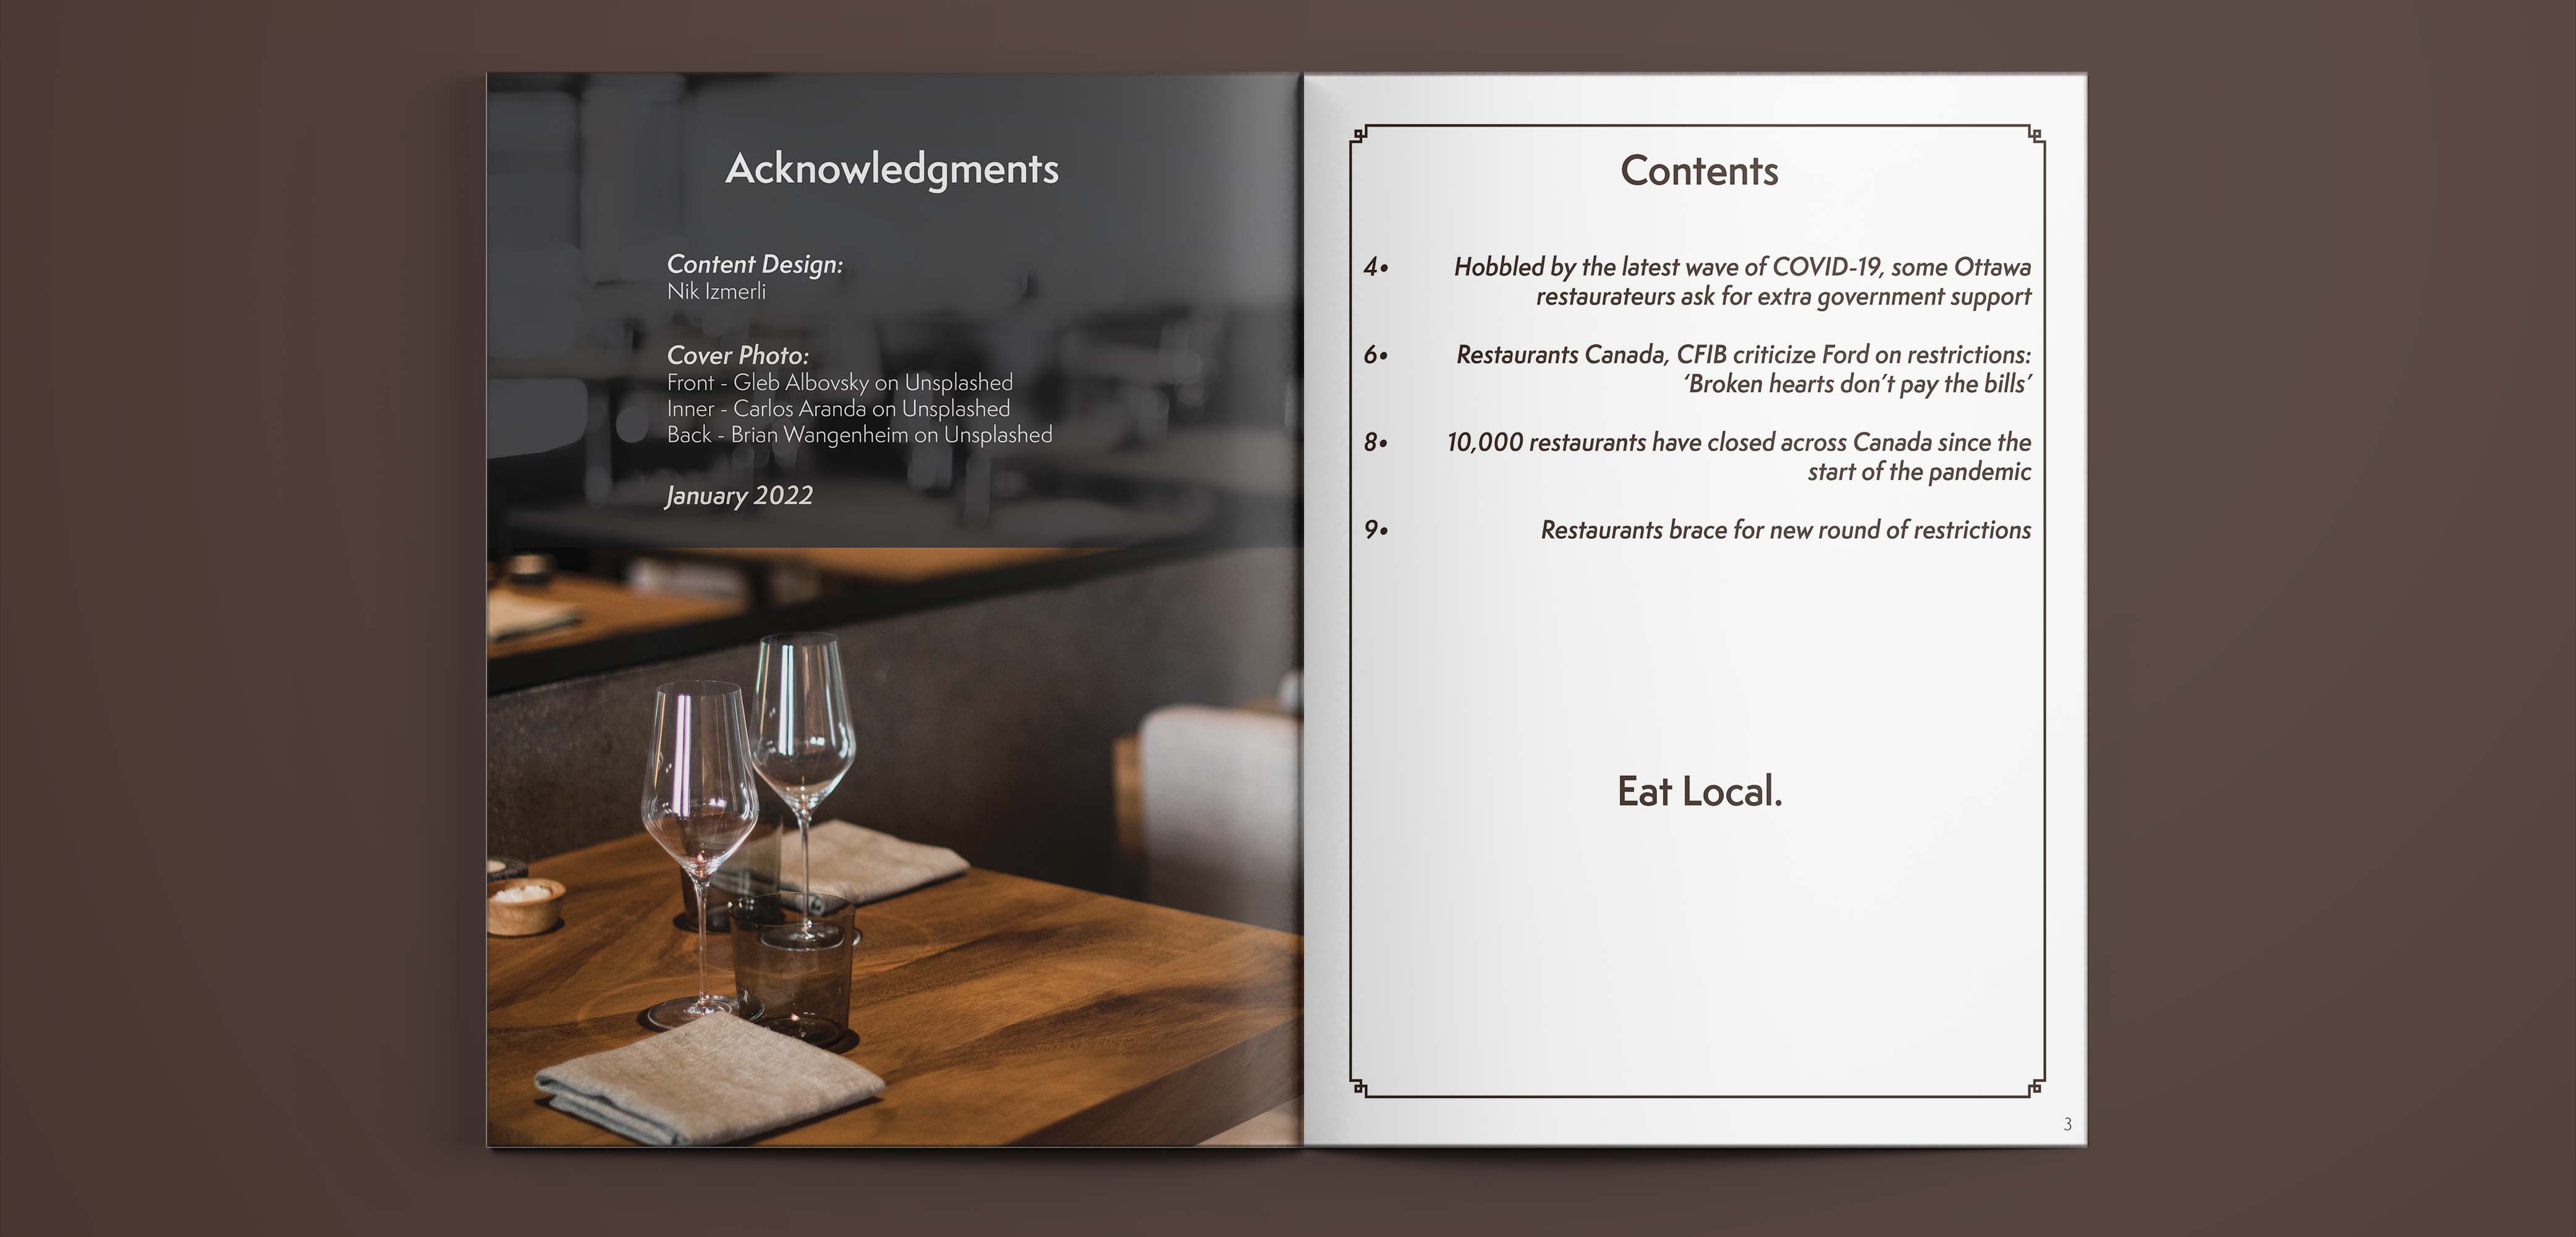 Acknowledgments
Content Design:
Nik Izmerli
Cover Photo:
Front - Gleb Albovsky on Unsplashed
Inner - Carlos Aranda on Unsplashed
Back - Brian Wangenheim on Unsplashed
January 2022
Contents
4• Hobbled by the latest wave of COVID-19, some Ottawa
restaurateurs ask for extra government support
6• Restaurants Canada, CFIB criticize Ford on restrictions:
‘Broken hearts don’t pay the bills’
8• 10,000 restaurants have closed across Canada since the
start of the pandemic
9• Restaurants brace for new round of restrictions
Eat Local.
3